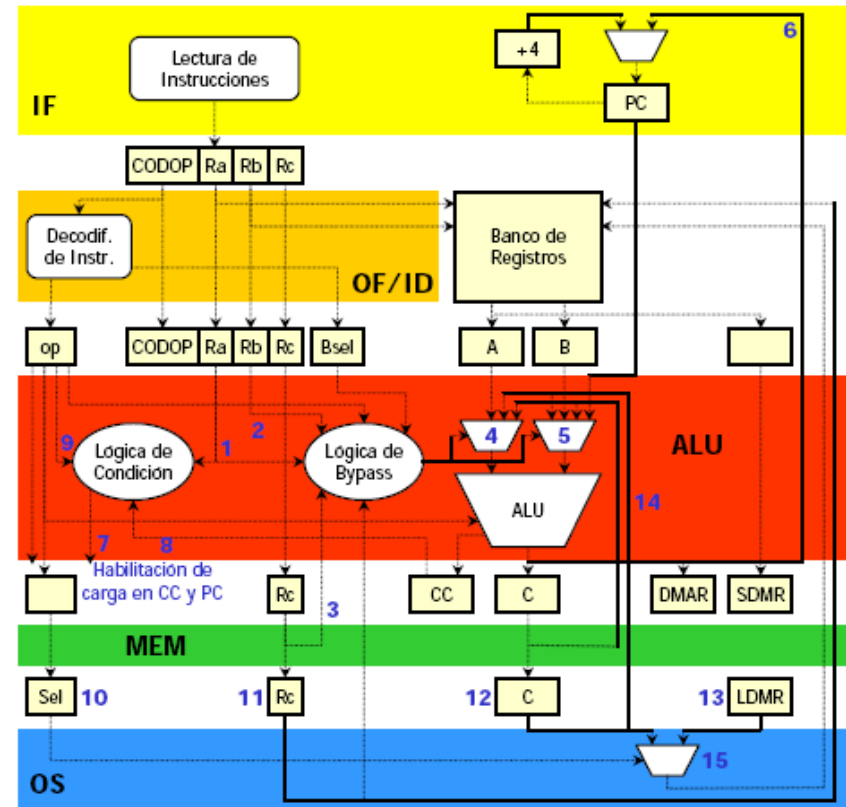 6
+4
Lectura de
Instrucciones
PC
IF
CODOP Ra Rb Rc
Decodif.
de Instr.
Banco de
Registros
OF/ID
op CODOP Ra Rb Rc Bsel A B
9
Lógica de
Condición
1
2
Lógica de
Bypass
4
5
ALU
ALU
14
7
8
Habilitación de
carga en CC y PC
Rc
3
CC
C
DMAR
SDMR
MEM
Sel 10
11 Rc
12 C
13 LDMR
15
OS